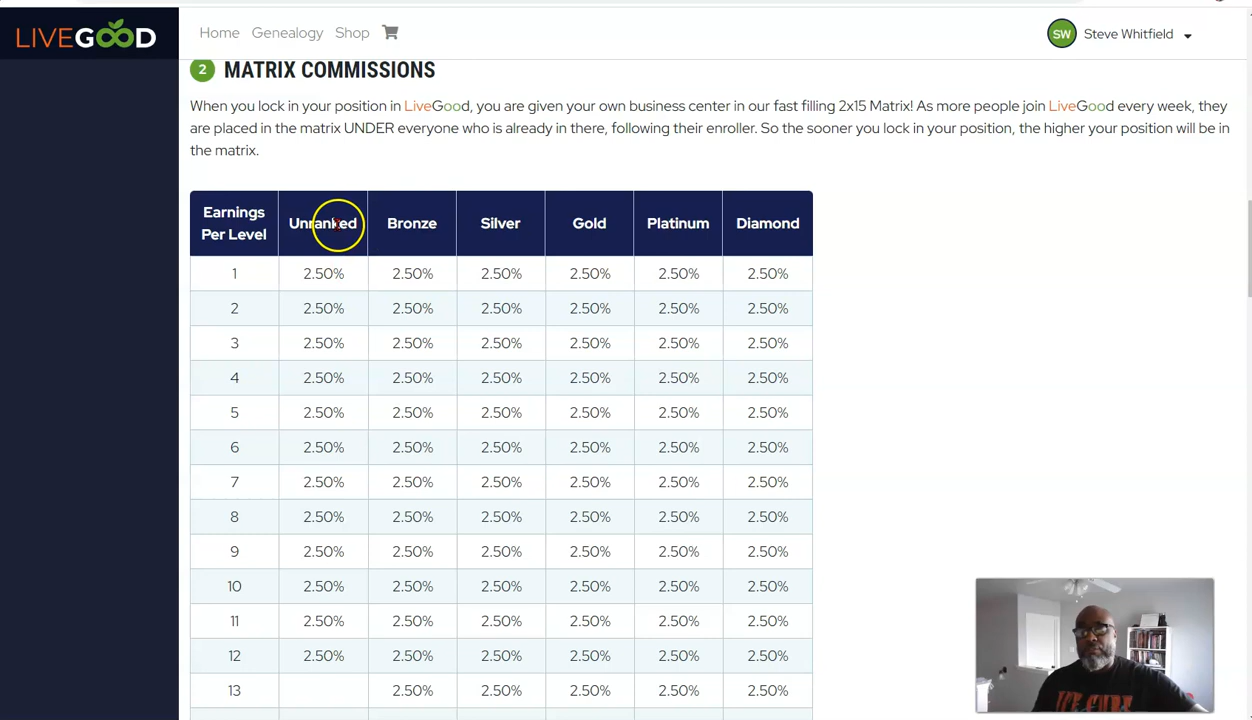 LIVEGOOD
Home Genealogy Shop
SW Steve Whitfield
2 MATRIX COMMISSIONS
When you lock in your position in LiveGood, you are given your own business center in our fast filling 2x15 Matrix! As more people join LiveGood every week, they
are placed in the matrix UNDER everyone who is already in there, following their enroller. So the sooner you lock in your position, the higher your position will be in
the matrix.
Earnings Per Level Unranked Bronze Silver Gold Platinum Diamond
1 2.50% 2.50% 2.50% 2.50% 2.50% 2.50%
2 2.50% 2.50% 2.50% 2.50% 2.50% 2.50%
3 2.50% 2.50% 2.50% 2.50% 2.50% 2.50%
4 2.50% 2.50% 2.50% 2.50% 2.50% 2.50%
5 2.50% 2.50% 2.50% 2.50% 2.50% 2.50%
6 2.50% 2.50% 2.50% 2.50% 2.50% 2.50%
7 2.50% 2.50% 2.50% 2.50% 2.50% 2.50%
8 2.50% 2.50% 2.50% 2.50% 2.50% 2.50%
9 2.50% 2.50% 2.50% 2.50% 2.50% 2.50%
10 2.50% 2.50% 2.50% 2.50% 2.50% 2.50%
11 2.50% 2.50% 2.50% 2.50% 2.50% 2.50%
12 2.50% 2.50% 2.50% 2.50% 2.50% 2.50%
13 2.50% 2.50% 2.50% 2.50% 2.50%